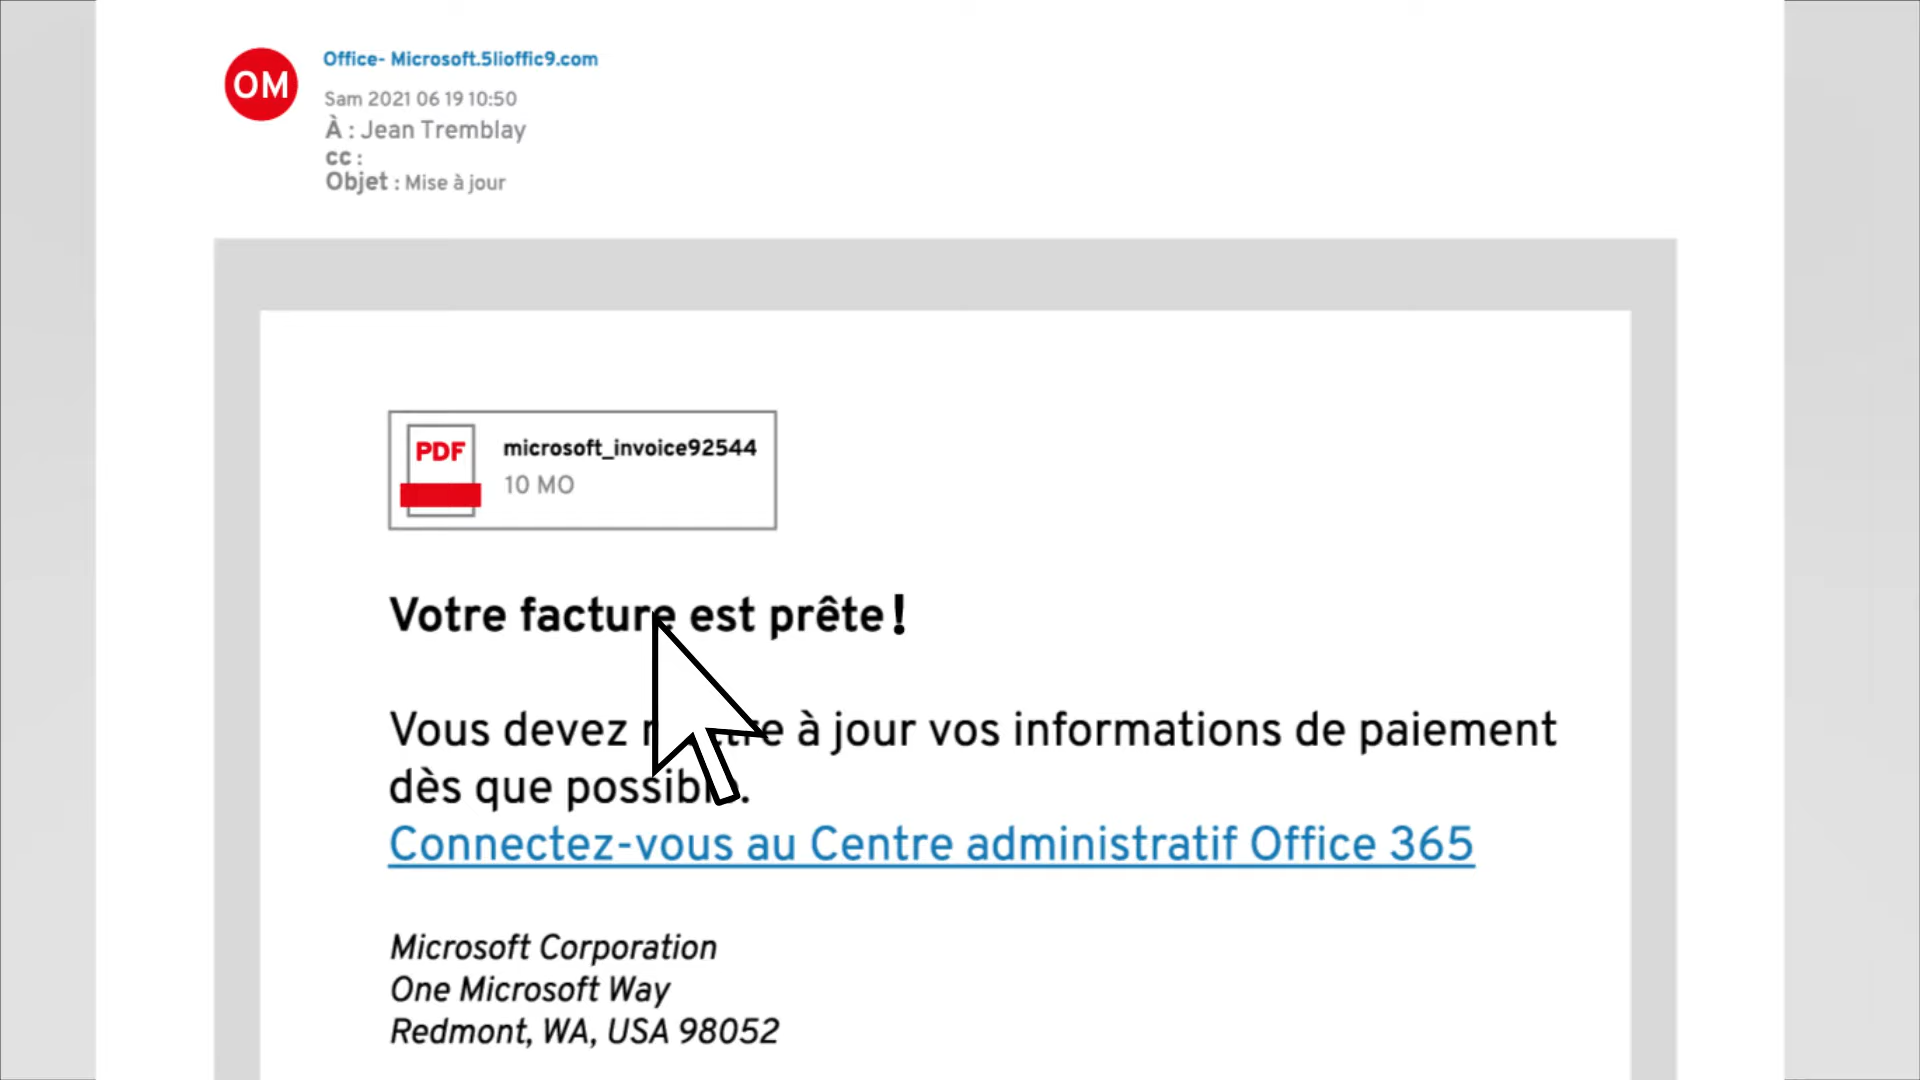 OM
Office- Microsoft.5lioffic9.com
Sam 2021 06 19 10:50
À : Jean Tremblay
cc :
Objet : Mise à jour
PDF
microsoft_invoice92544
10 MO
Votre facture est prête !
Vous devez à jour vos informations de paiement
dès que possible.
Connectez-vous au Centre administratif Office 365
Microsoft Corporation
One Microsoft Way
Redmont, WA, USA 98052